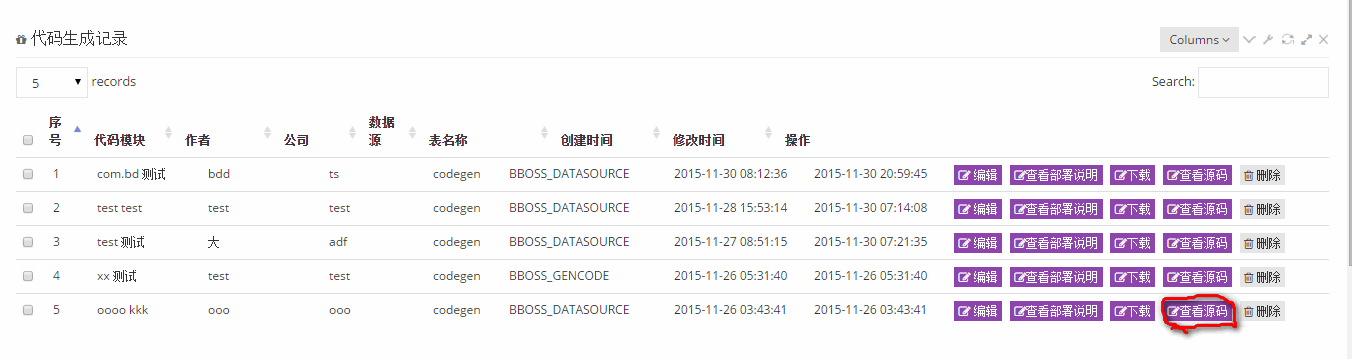 代码生成记录 Columns
5 records Search:
序号 代码模块 作者 公司 数据源 表名称 创建时间 修改时间 操作
1 com.bd 测试 bdd ts codegen BBOSS_DATASOURCE 2015-11-30 08:12:36 2015-11-30 20:59:45 编辑 查看部署说明 下载 查看源码 删除
2 test test test test codegen BBOSS_DATASOURCE 2015-11-28 15:53:14 2015-11-30 07:14:08 编辑 查看部署说明 下载 查看源码 删除
3 test 测试 大 adf codegen BBOSS_DATASOURCE 2015-11-27 08:51:15 2015-11-30 07:21:35 编辑 查看部署说明 下载 查看源码 删除
4 xx 测试 test test codegen BBOSS_GENCODE 2015-11-26 05:31:40 2015-11-26 05:31:40 编辑 查看部署说明 下载 查看源码 删除
5 oooo kkk ooo ooo codegen BBOSS_DATASOURCE 2015-11-26 03:43:41 2015-11-26 03:43:41 编辑 查看部署说明 下载 查看源码 删除